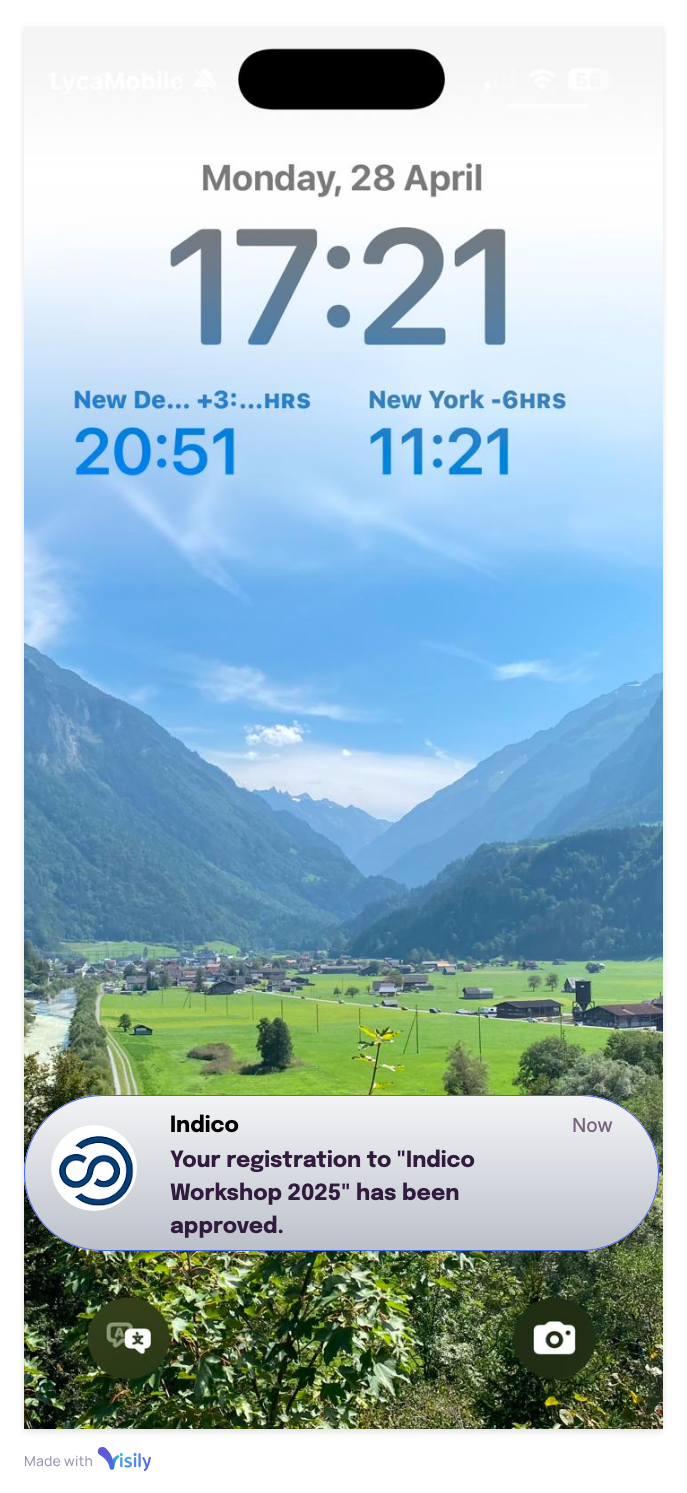 LycaMobile
Monday, 28 April
17:21
New De... +3:...HRS
New York -6HRS
20:51
11:21
Indico
Now
Your registration to "Indico
Workshop 2025" has been
approved.
Made with Visily